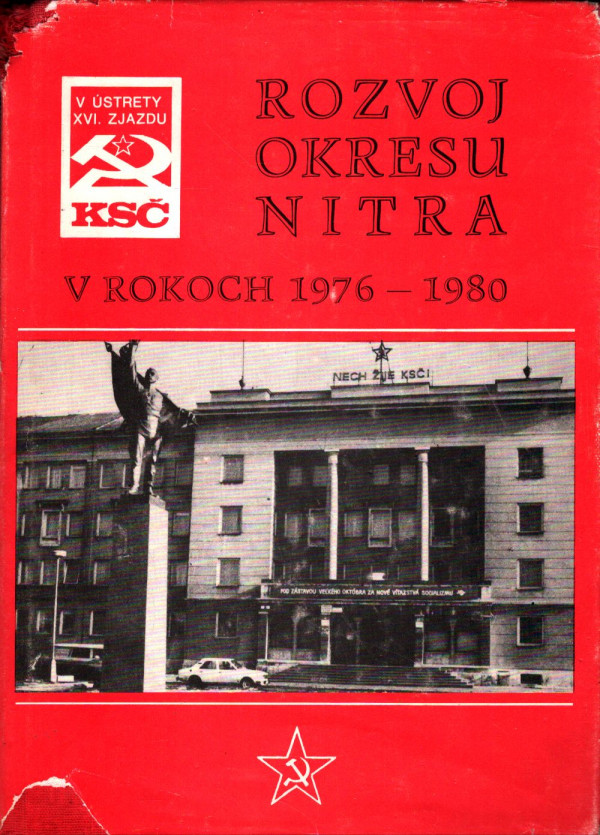 V ÚSTRETY
XVI. ZJAZDU
KSČ
ROZVOJ
OKRESU
NITRA
V ROKOCH 1976 – 1980
NECH ŽIJE KSČ!
POD ZÁSTAVOU VEĽKÉHO OKTÓBRA ZA NOVÉ VÍŤAZSTVÁ SOCIALIZMU